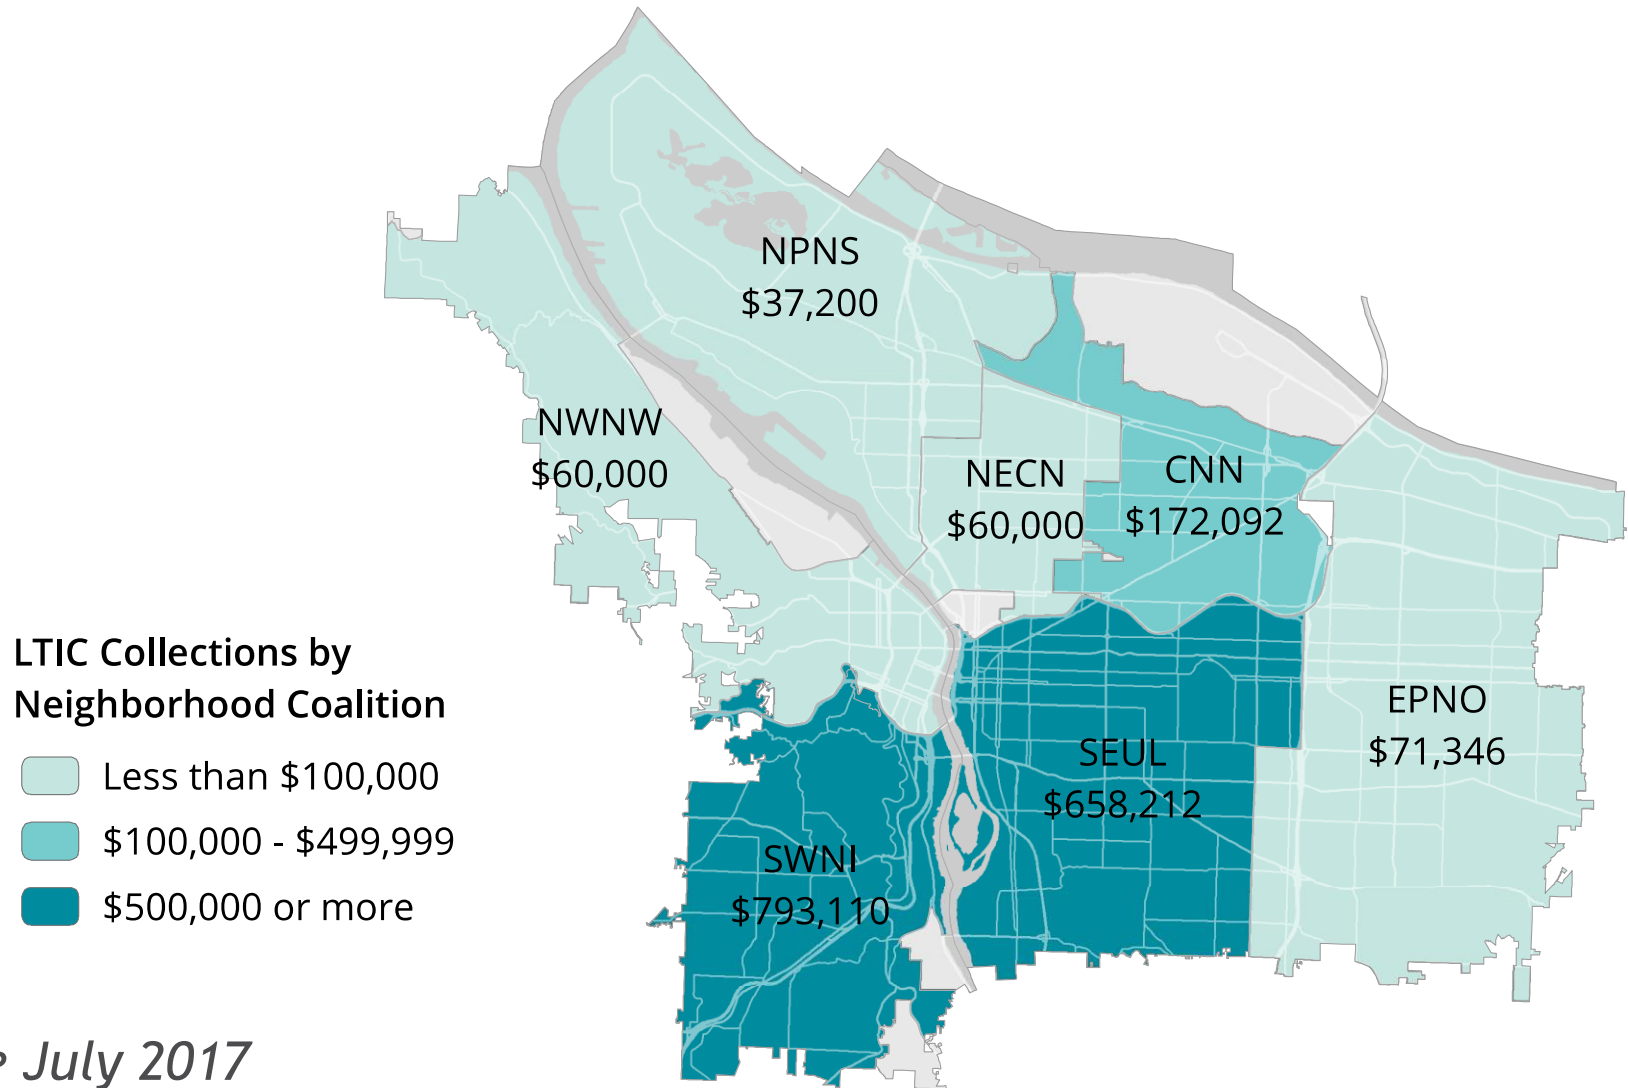 NPNS
$37,200
NWNW
$60,000
NECN
$60,000
CNN
$172,092
LTIC Collections by
Neighborhood Coalition
Less than $100,000
$100,000 - $499,999
$500,000 or more
EPNO
$71,346
SEUL
$658,212
SWNI
$793,110
July 2017